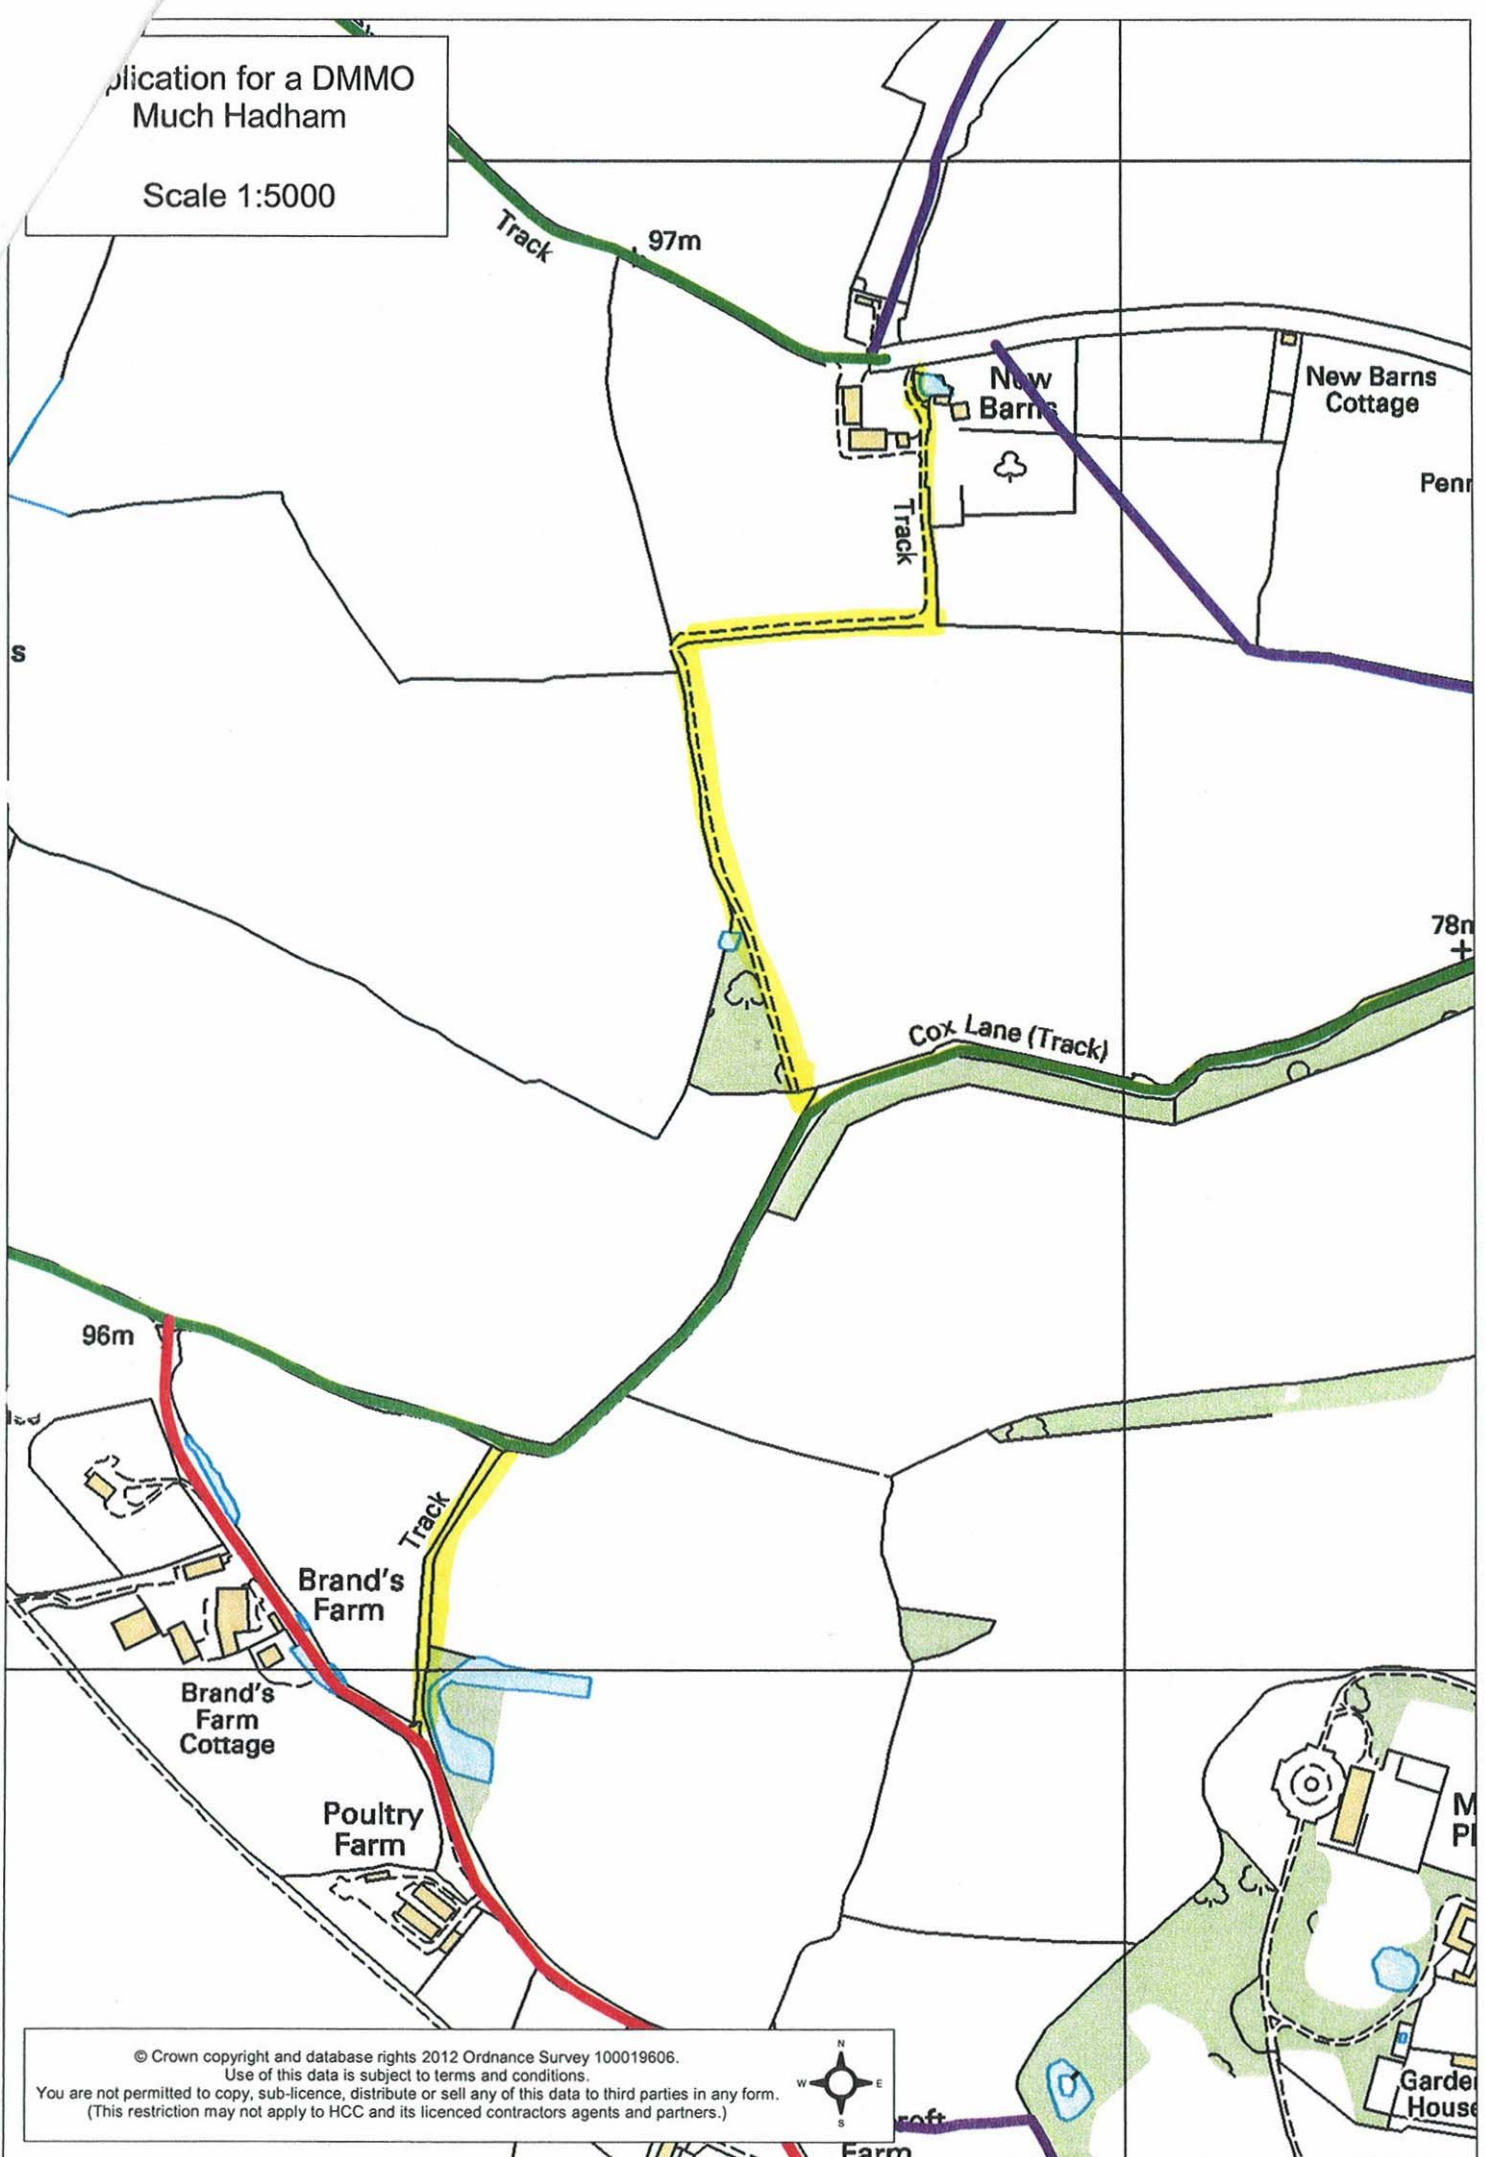 plication for a DMMO
Much Hadham
Scale 1:5000
Track
97m
New
Barns
New Barns
Cottage
Penn
Track
s
78m
Cox Lane (Track)
96m
Track
Brand's
Farm
Brand's
Farm
Cottage
Poultry
Farm
M
Pl
Garden
House
© Crown copyright and database rights 2012 Ordnance Survey 100019606.
Use of this data is subject to terms and conditions.
You are not permitted to copy, sub-licence, distribute or sell any of this data to third parties in any form.
(This restriction may not apply to HCC and its licenced contractors agents and partners.)
N
W
E
S
croft
Farm